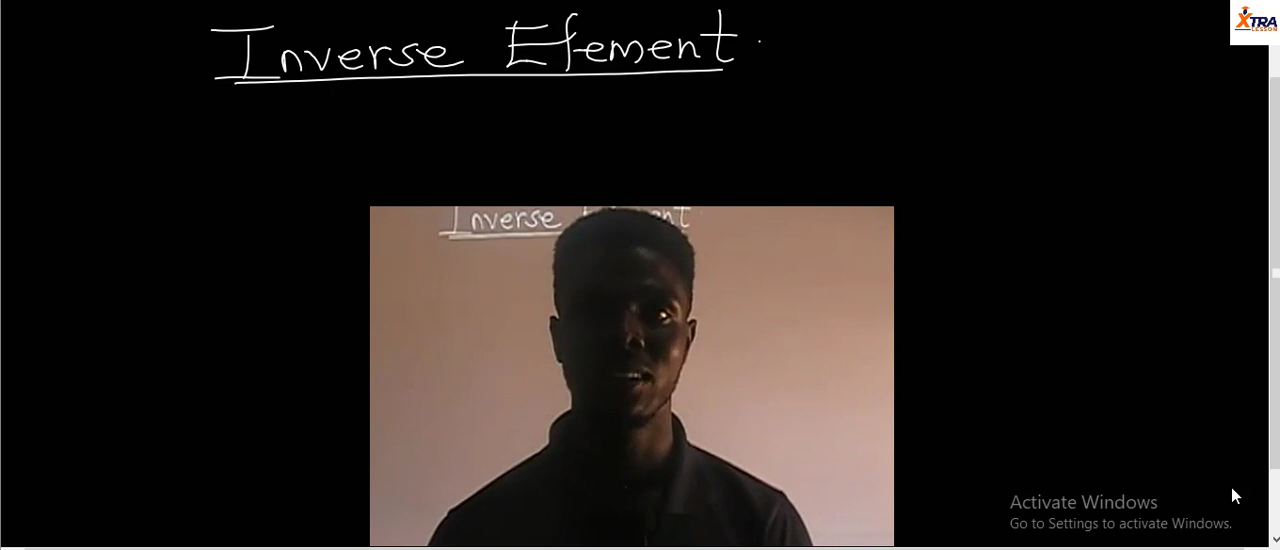 Inverse Element.
XTRA
LESSON
Inverse
Activate Windows
Go to Settings to activate Windows.